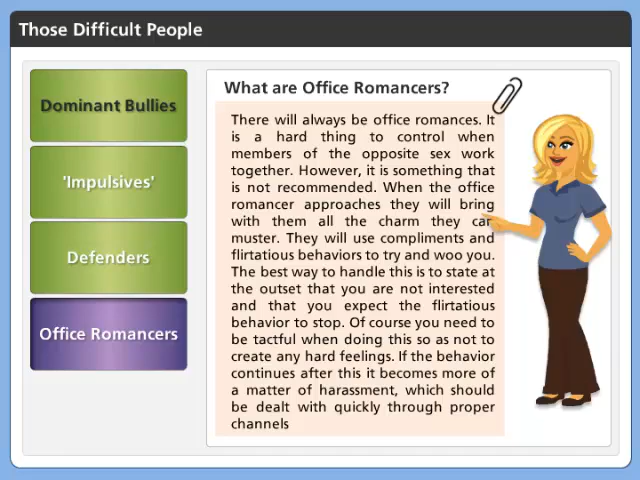 Those Difficult People
Dominant Bullies
'Impulsives'
Defenders
Office Romancers
What are Office Romancers?
There will always be office romances. It
is a hard thing to control when
members of the opposite sex work
together. However, it is something that
is not recommended. When the office
romancer approaches they will bring
with them all the charm they can
muster. They will use compliments and
flirtatious behaviors to try and woo you.
The best way to handle this is to state at
the outset that you are not interested
and that you expect the flirtatious
behavior to stop. Of course you need to
be tactful when doing this so as not to
create any hard feelings. If the behavior
continues after this it becomes more of
a matter of harassment, which should
be dealt with quickly through proper
channels